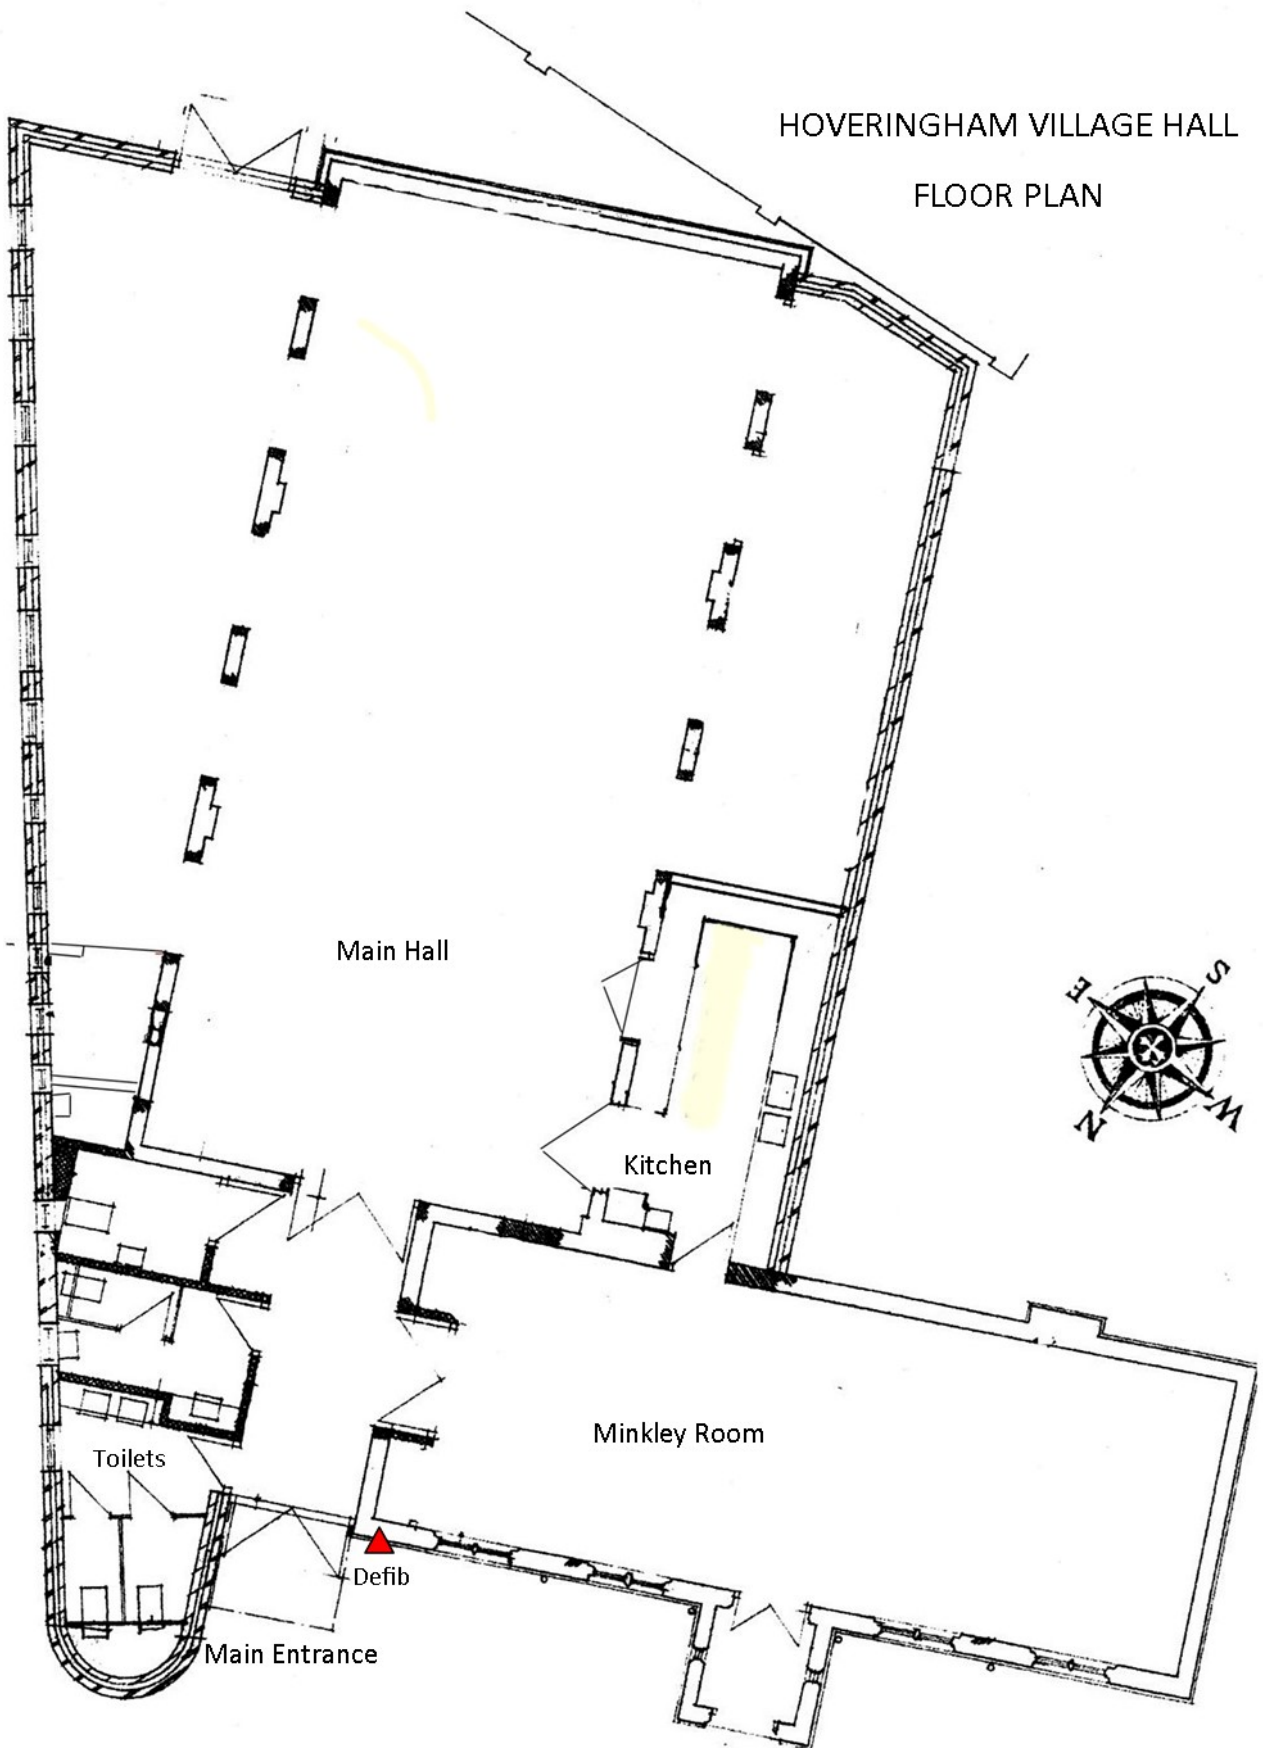 HOVERINGHAM VILLAGE HALL
FLOOR PLAN
Main Hall
S
E
W
N
Kitchen
Minkley Room
Toilets
Defib
Main Entrance